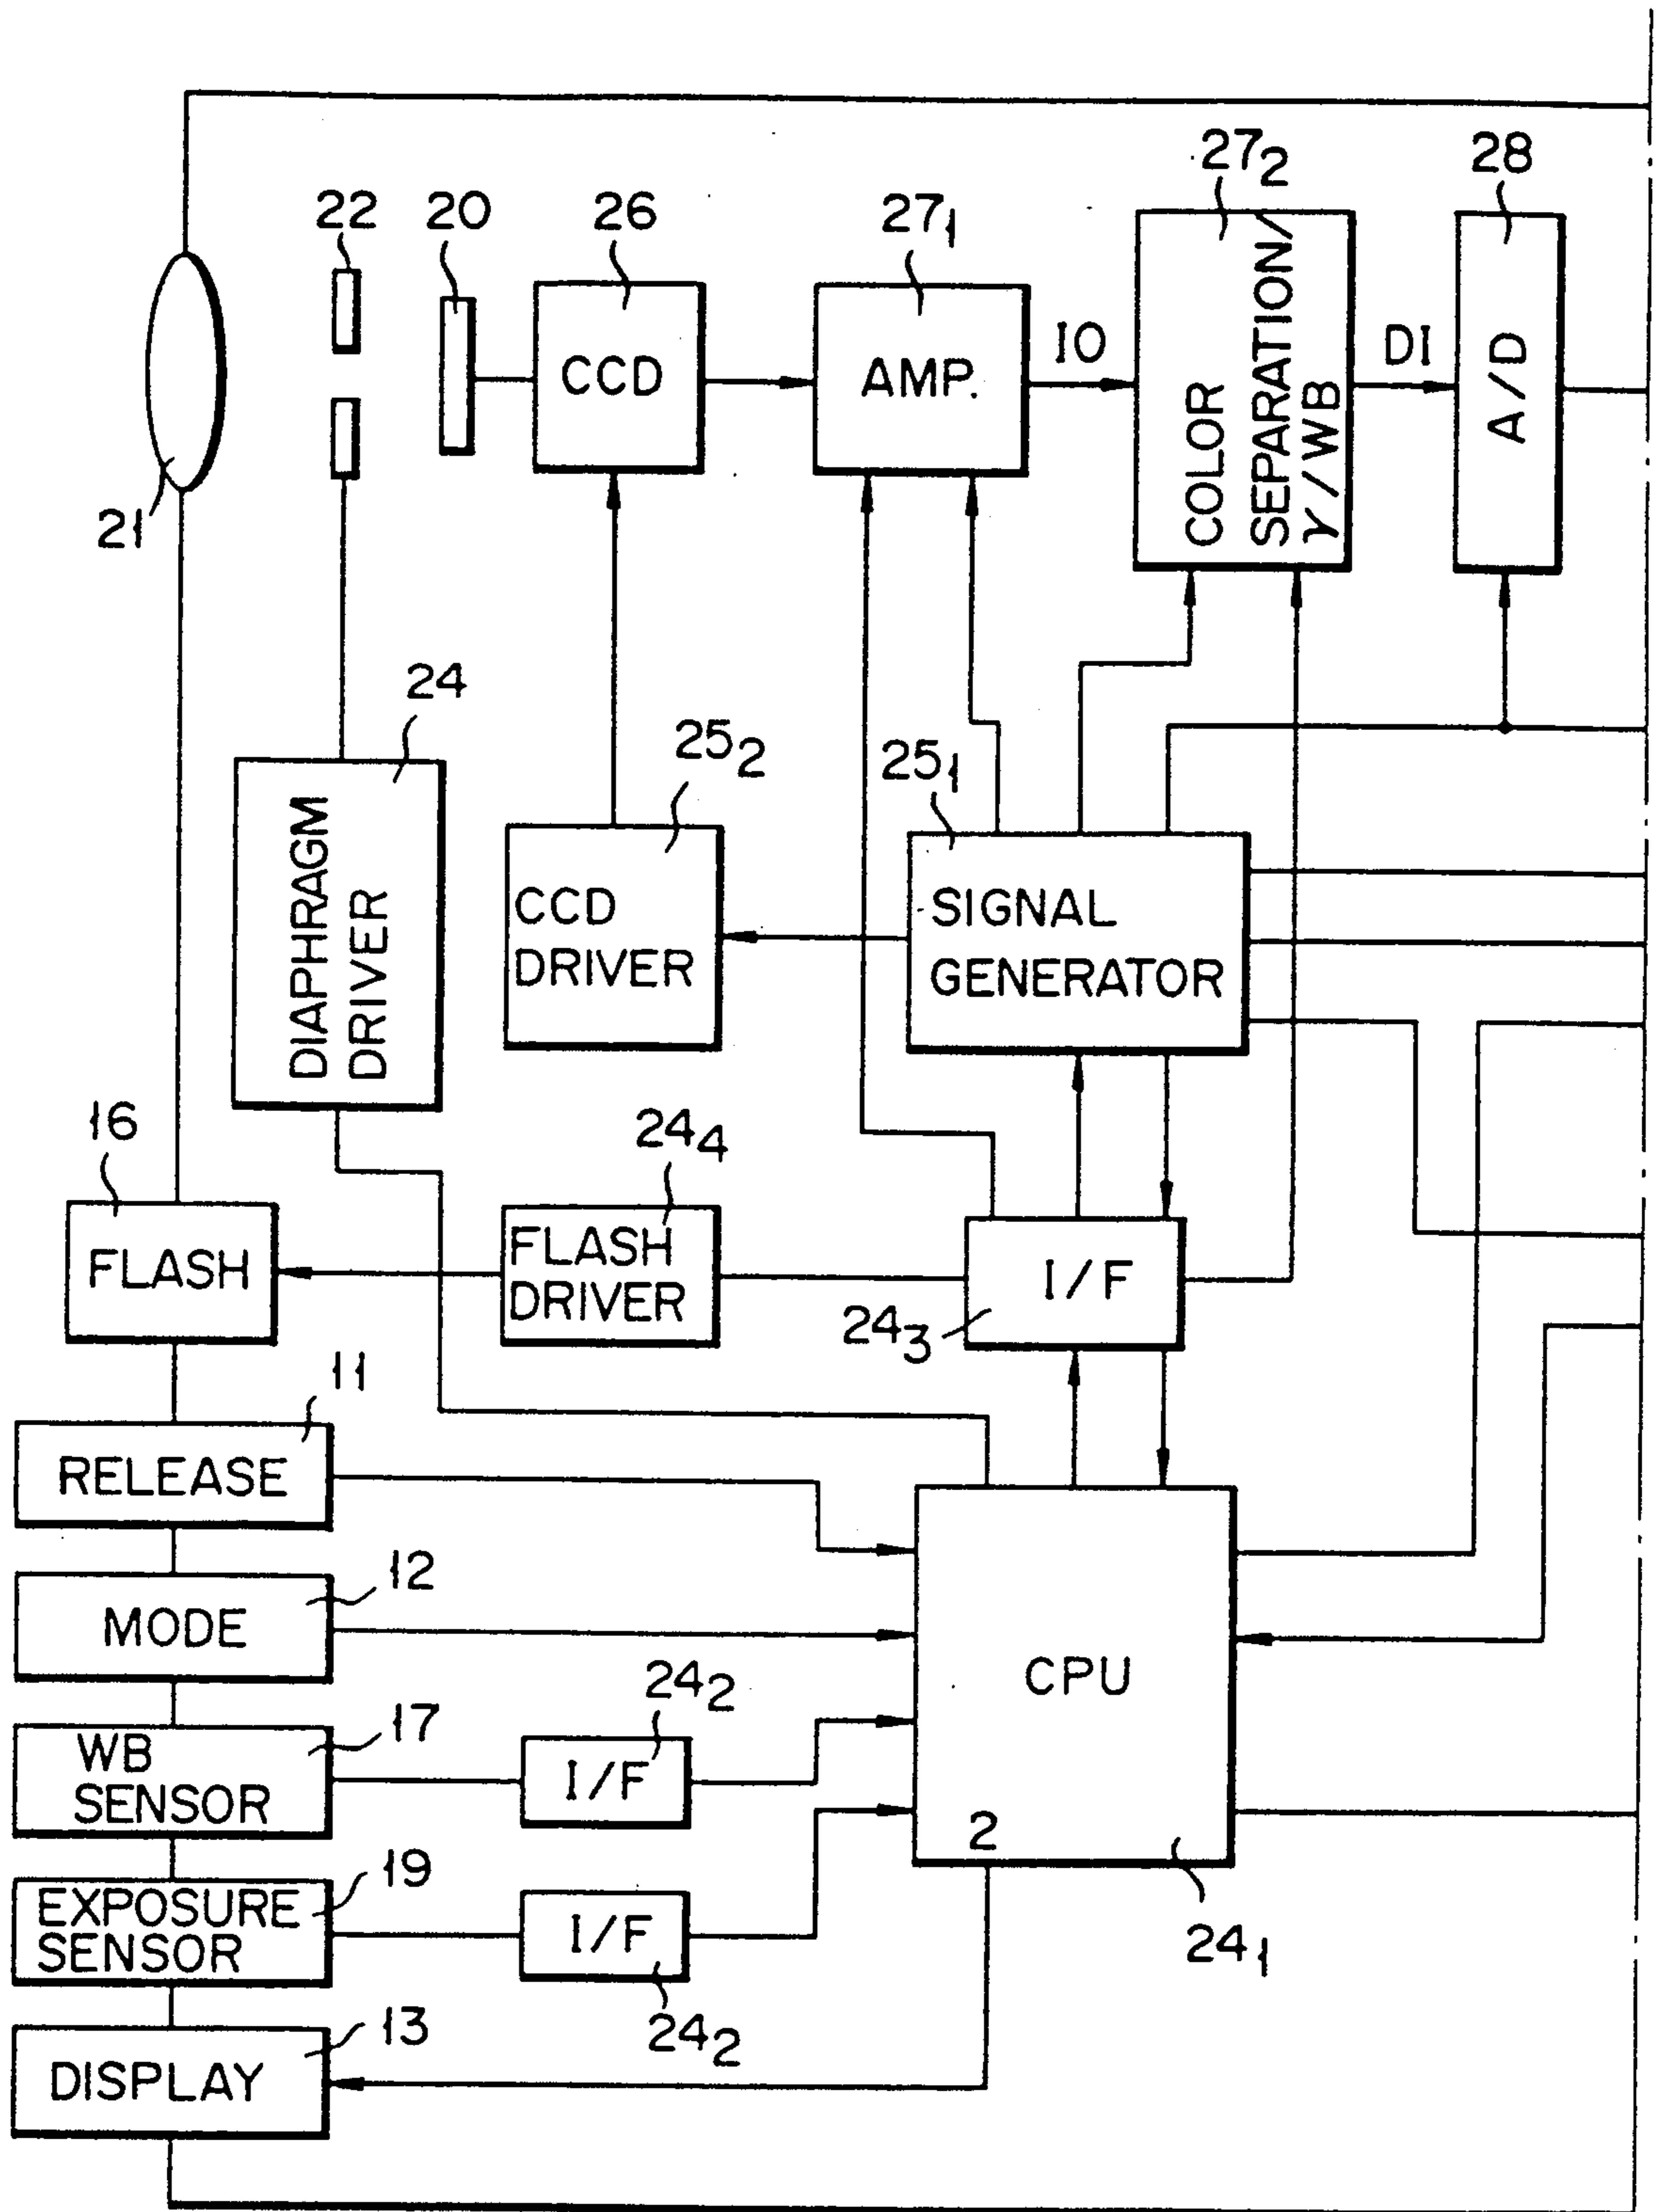 27₂
28
22
20
26
27₁
CCD
AMP.
IO
COLOR
SEPARATION/
γ/WB
DI
A/D
21
24
25₂
25₁
DIAPHRAGM
DRIVER
CCD
DRIVER
SIGNAL
GENERATOR
16
24₄
FLASH
FLASH
DRIVER
I/F
24₃
11
RELEASE
12
MODE
CPU
24₂
17
WB
SENSOR
I/F
2
19
EXPOSURE
SENSOR
I/F
24₁
24₂
13
DISPLAY